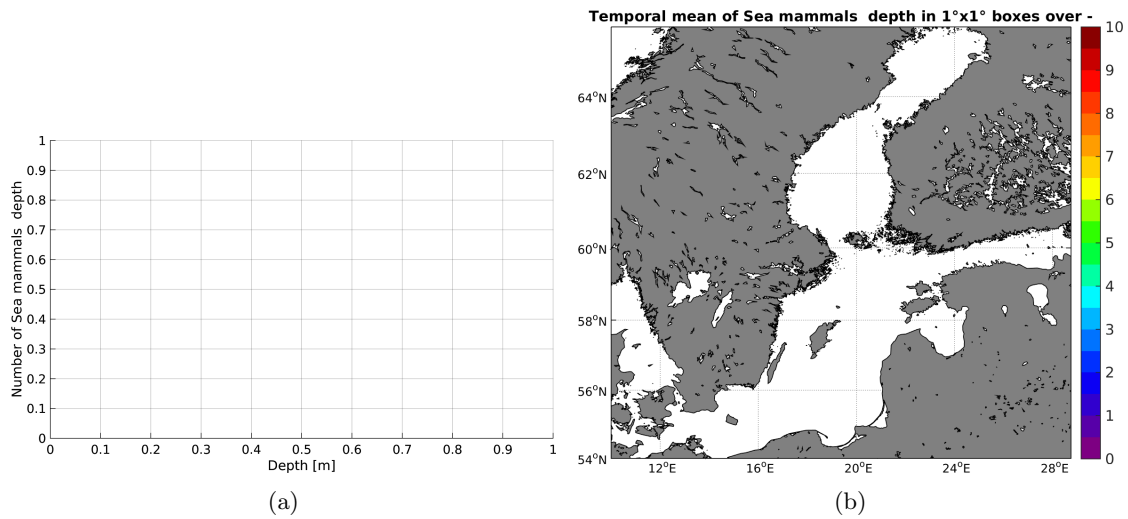 Temporal mean of Sea mammals  depth in 1°x1° boxes over -
Number of Sea mammals  depth
1
0.9
0.8
0.7
0.6
0.5
0.4
0.3
0.2
0.1
0
0 0.1 0.2 0.3 0.4 0.5 0.6 0.7 0.8 0.9 1
Depth [m]
(a)
64°N
62°N
60°N
58°N
56°N
54°N
12°E 16°E 20°E 24°E 28°E
10
9
8
7
6
5
4
3
2
1
0
(b)